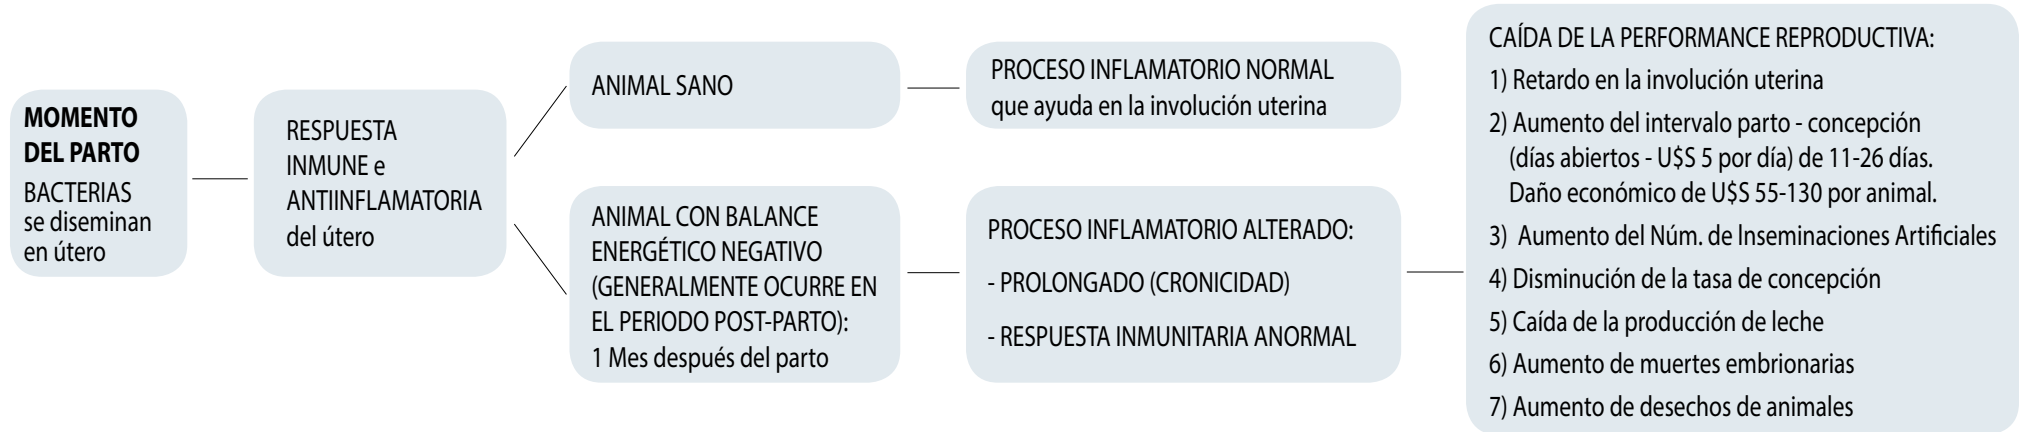 MOMENTO
DEL PARTO
BACTERIAS
se diseminan
en útero
RESPUESTA
INMUNE e
ANTIINFLAMATORIA
del útero
ANIMAL SANO
PROCESO INFLAMATORIO NORMAL
que ayuda en la involución uterina
ANIMAL CON BALANCE
ENERGÉTICO NEGATIVO
(GENERALMENTE OCURRE EN
EL PERIODO POST-PARTO):
1 Mes después del parto
PROCESO INFLAMATORIO ALTERADO:
- PROLONGADO (CRONICIDAD)
- RESPUESTA INMUNITARIA ANORMAL
CAÍDA DE LA PERFORMANCE REPRODUCTIVA:
1) Retardo en la involución uterina
2) Aumento del intervalo parto - concepción
(días abiertos - U$S 5 por día) de 11-26 días.
Daño económico de U$S 55-130 por animal.
3) Aumento del Núm. de Inseminaciones Artificiales
4) Disminución de la tasa de concepción
5) Caída de la producción de leche
6) Aumento de muertes embrionarias
7) Aumento de desechos de animales